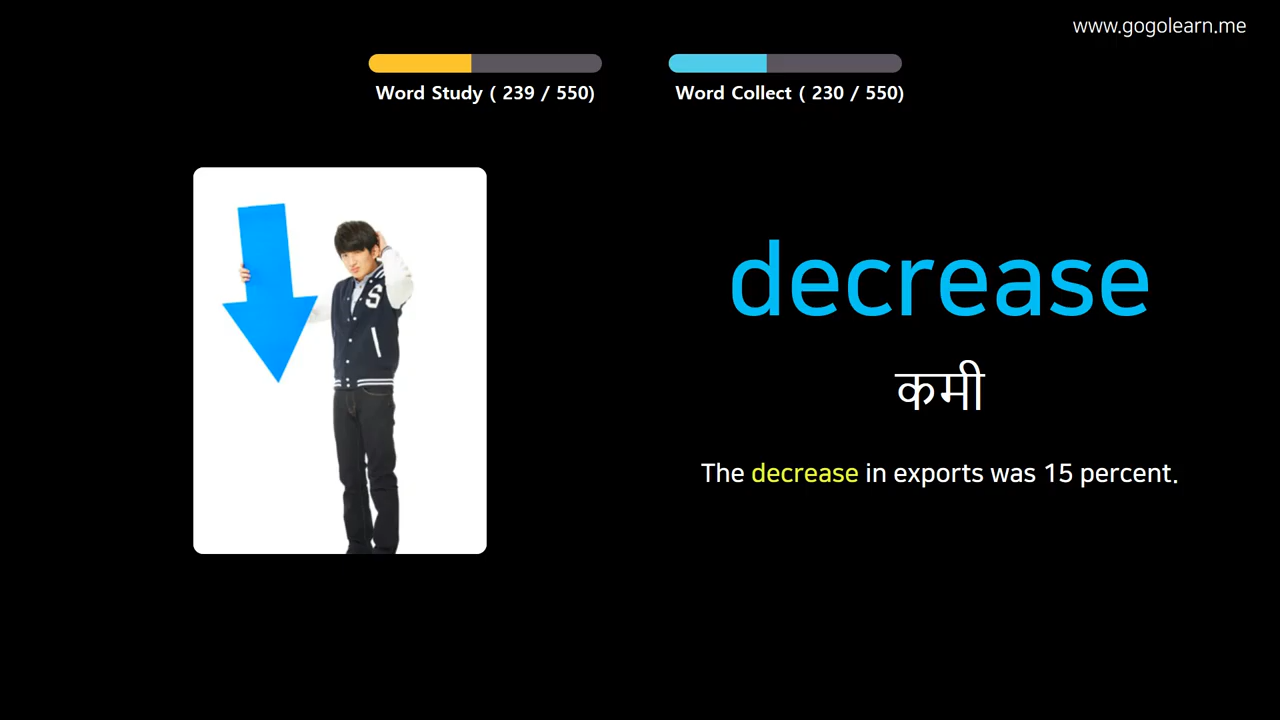 www.gogolearn.me
Word Study ( 239 / 550)
Word Collect ( 230 / 550)
S
decrease
कमी
The decrease in exports was 15 percent.